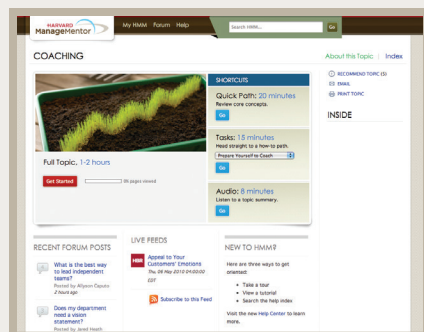 HARVARD
ManageMentor
My HMM Forum Help
Search HMM...
COACHING
About this Topic | Index
SHORTCUTS
Quick Path: 20 minutes
Review core concepts.
Go
Tasks: 15 minutes
Head straight to a how-to path.
Prepare Yourself to Coach
Go
Audio: 8 minutes
Listen to a topic summary.
Go
Full Topic. 1-2 hours
Get Started
0% pages viewed
RECOMMEND TOPIC (5)
EMAIL
PRINT TOPIC
INSIDE
RECENT FORUM POSTS
What is the best way
to lead independent
teams?
Posted by Allyson Caputo
2 hours ago
Does my department
need a vision
statement?
Posted by Jared Heath
LIVE FEEDS
HBR
Appeal to Your
Customers' Emotions
Thu, 06 May 2010 04:00:00
EDT
Subscribe to this Feed
NEW TO HMM?
Here are three ways to get
oriented:
• Take a tour
• View a tutorial
• Search the help index
Visit the new Help Center to learn
more.